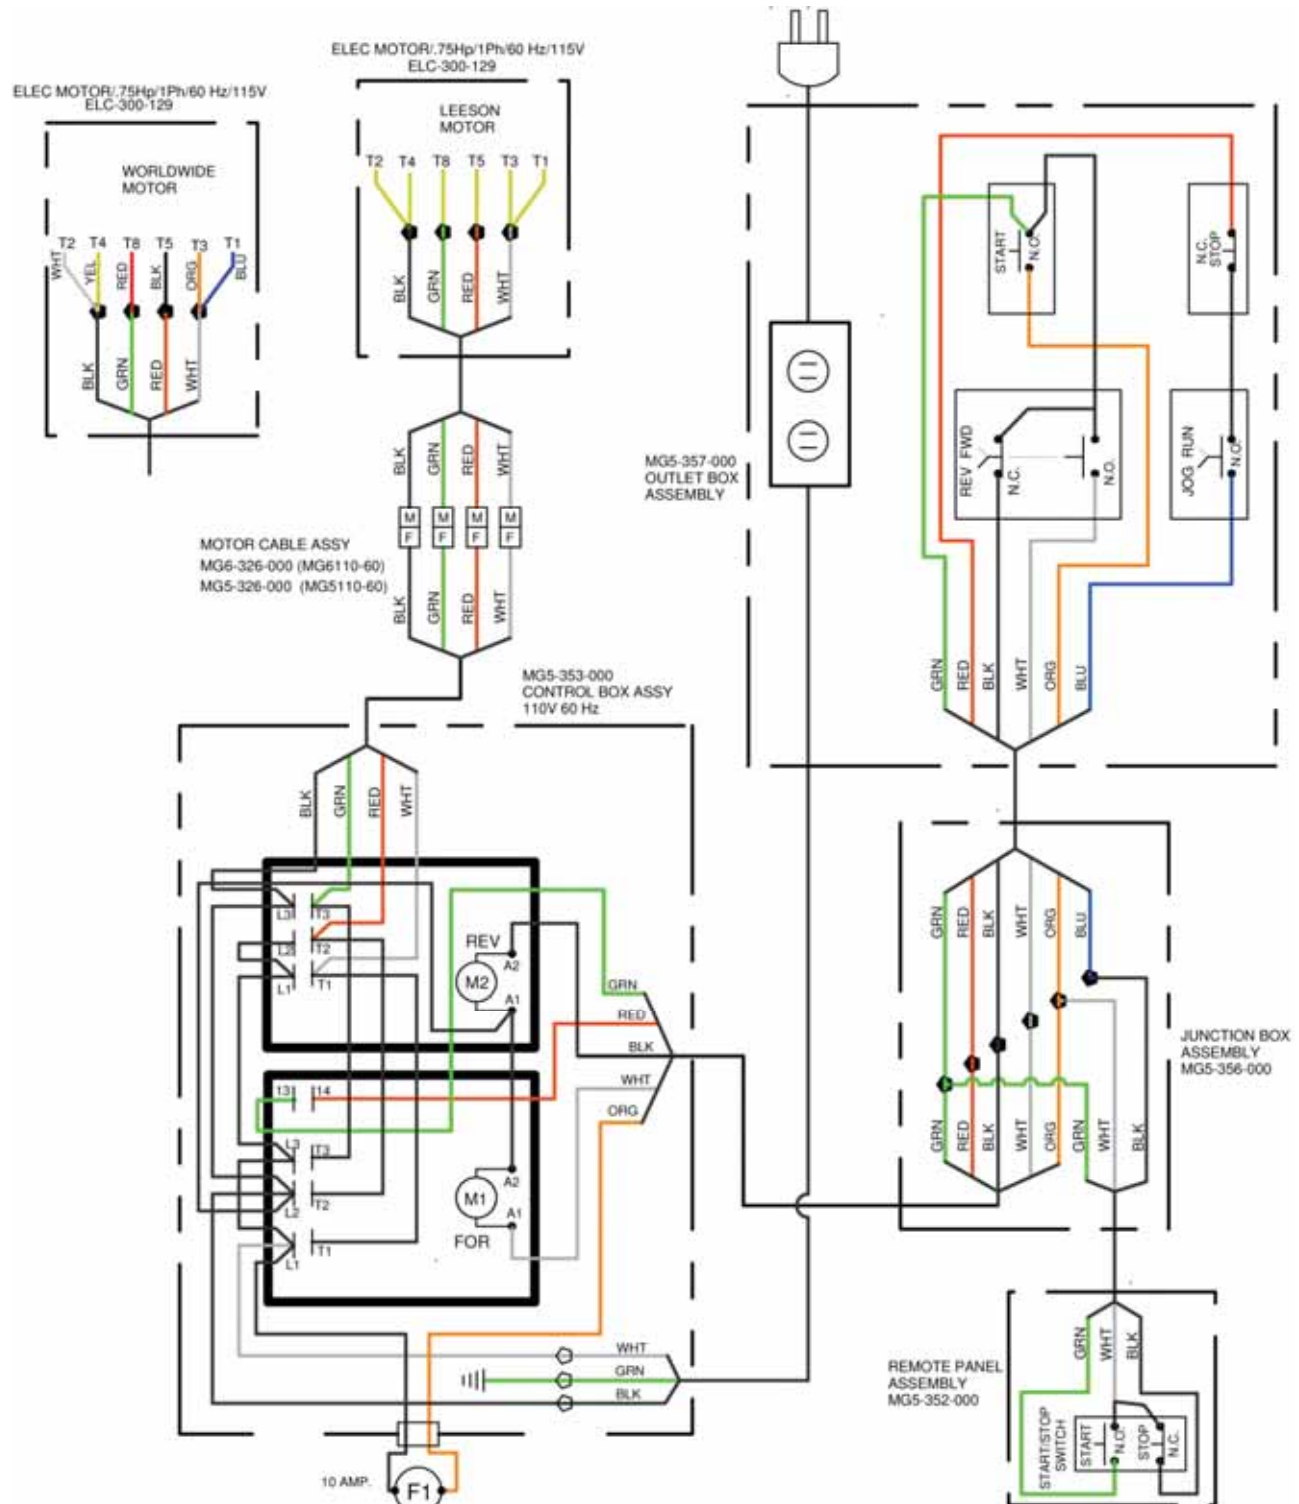 ELEC MOTOR/.75Hp/1Ph/60 Hz/115V
ELC-300-129
WORLDWIDE
MOTOR
T2 T4 T8 T5 T3 T1
WHT YEL RED BLK ORG BLU
BLK GRN RED WHT
ELEC MOTOR/.75Hp/1Ph/60 Hz/115V
ELC-300-129
LEESON
MOTOR
T2 T4 T8 T5 T3 T1
BLK GRN RED WHT
BLK GRN RED WHT
M M M M
F F F F
MOTOR CABLE ASSY
MG6-326-000 (MG6110-60)
MG5-326-000 (MG5110-60)
BLK GRN RED WHT
MG5-357-000
OUTLET BOX
ASSEMBLY
START N.O.
N.C.
STOP
REV FWD N.C. N.O.
JOG RUN N.O.
GRN RED BLK WHT ORG BLU
MG5-353-000
CONTROL BOX ASSY
110V 60 Hz
BLK GRN RED WHT
L3 T3
L2 T2
L1 T1
REV
M2
A2
A1
13 14
L3 T3
L2 T2
L1 T1
M1
FOR
A2
A1
GRN
RED
BLK
WHT
ORG
WHT
GRN
BLK
10 AMP.
F1
GRN RED BLK WHT ORG BLU
JUNCTION BOX
ASSEMBLY
MG5-356-000
GRN RED BLK WHT ORG GRN WHT BLK
REMOTE PANEL
ASSEMBLY
MG5-352-000
GRN WHT BLK
START/STOP
SWITCH
START N.O. STOP N.C.